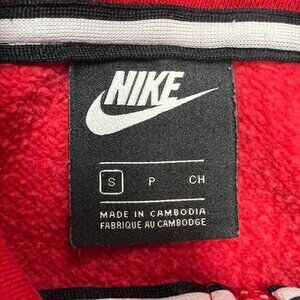 NIKE
S P CH
MADE IN CAMBODIA
FABRIQUE AU CAMBODGE